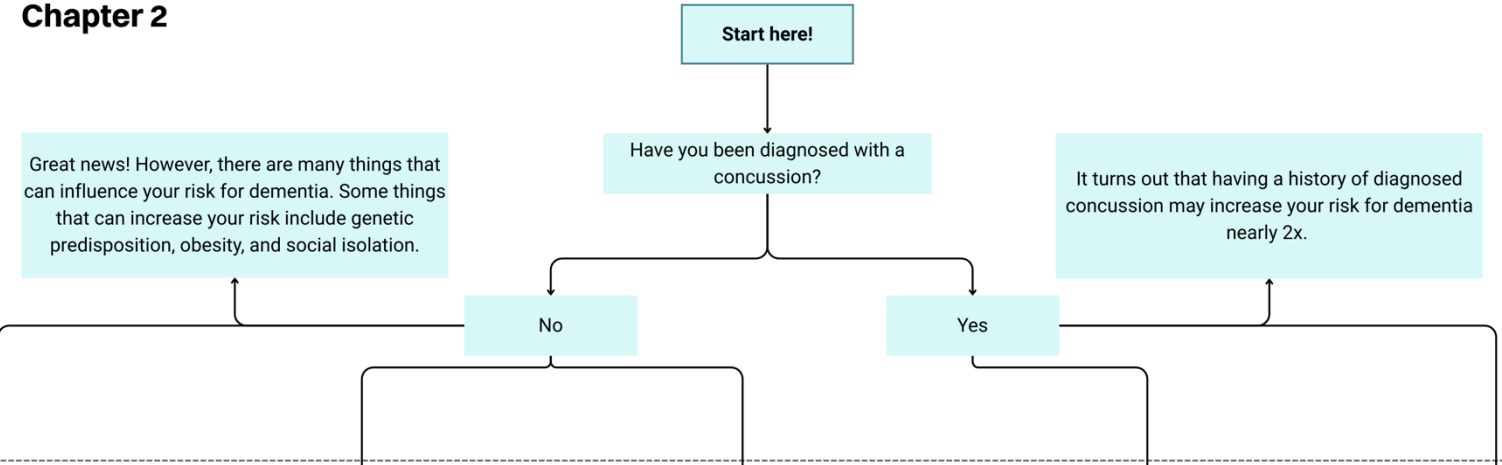 Chapter 2
Start here!
Have you been diagnosed with a
concussion?
Great news! However, there are many things that
can influence your risk for dementia. Some things
that can increase your risk include genetic
predisposition, obesity, and social isolation.
It turns out that having a history of diagnosed
concussion may increase your risk for dementia
nearly 2x.
No
Yes